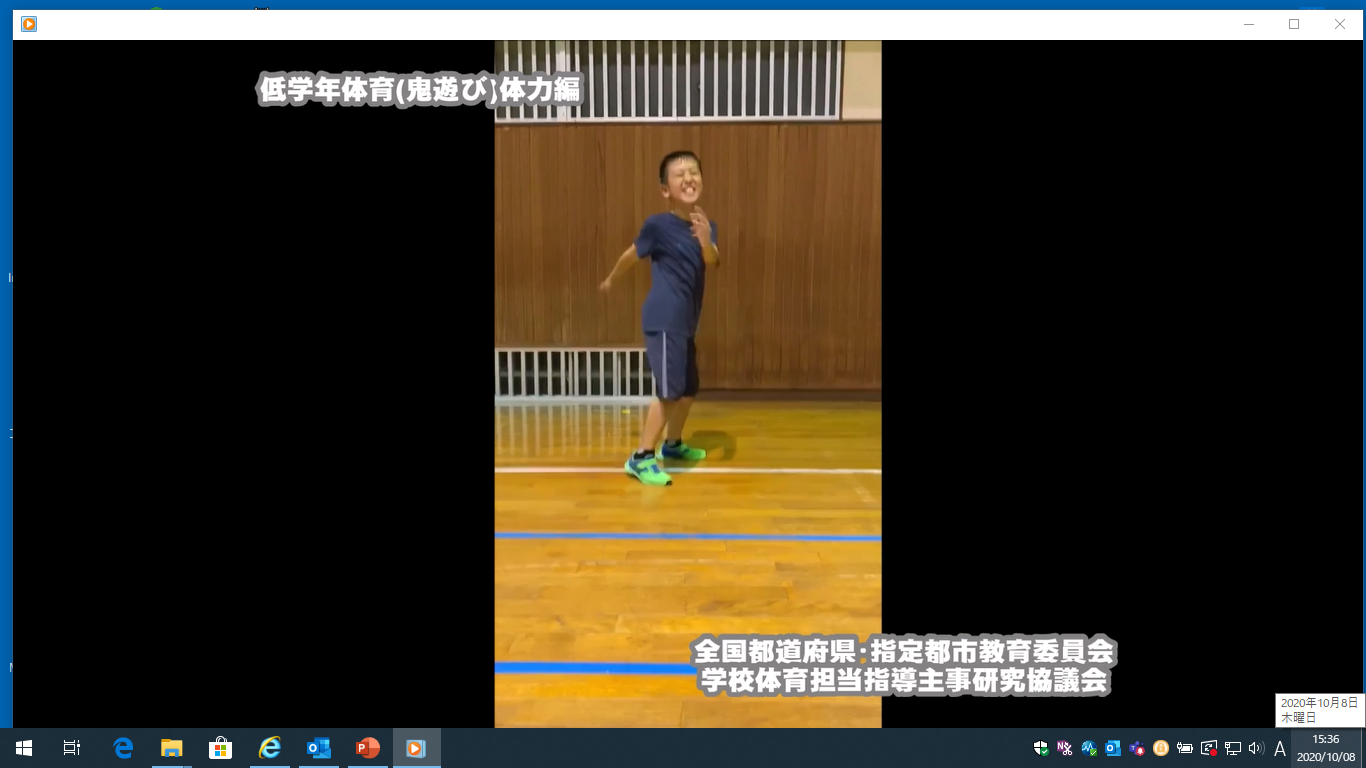 低学年体育(鬼遊び)体力編
全国都道府県・指定都市教育委員会
学校体育担当指導主事研究協議会
2020年10月8日
木曜日
A
15:36
2020/10/08